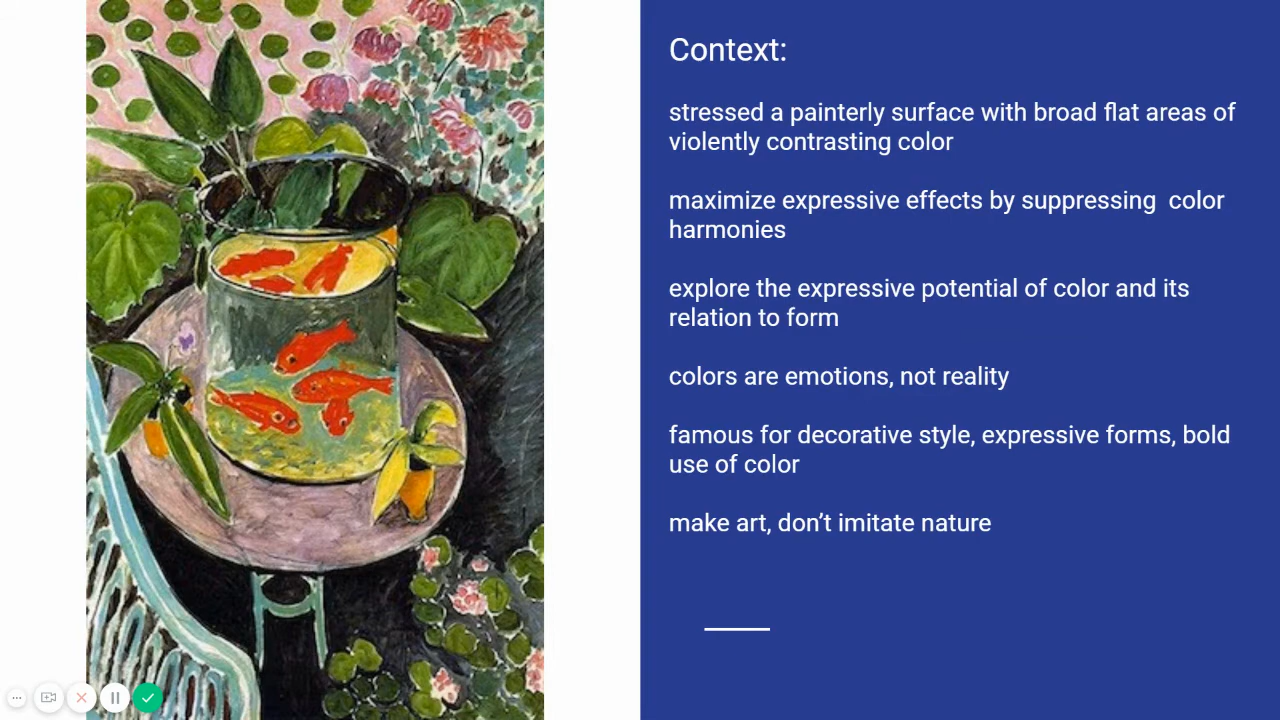 Context:
stressed a painterly surface with broad flat areas of
violently contrasting color
maximize expressive effects by suppressing  color
harmonies
explore the expressive potential of color and its
relation to form
colors are emotions, not reality
famous for decorative style, expressive forms, bold
use of color
make art, don’t imitate nature